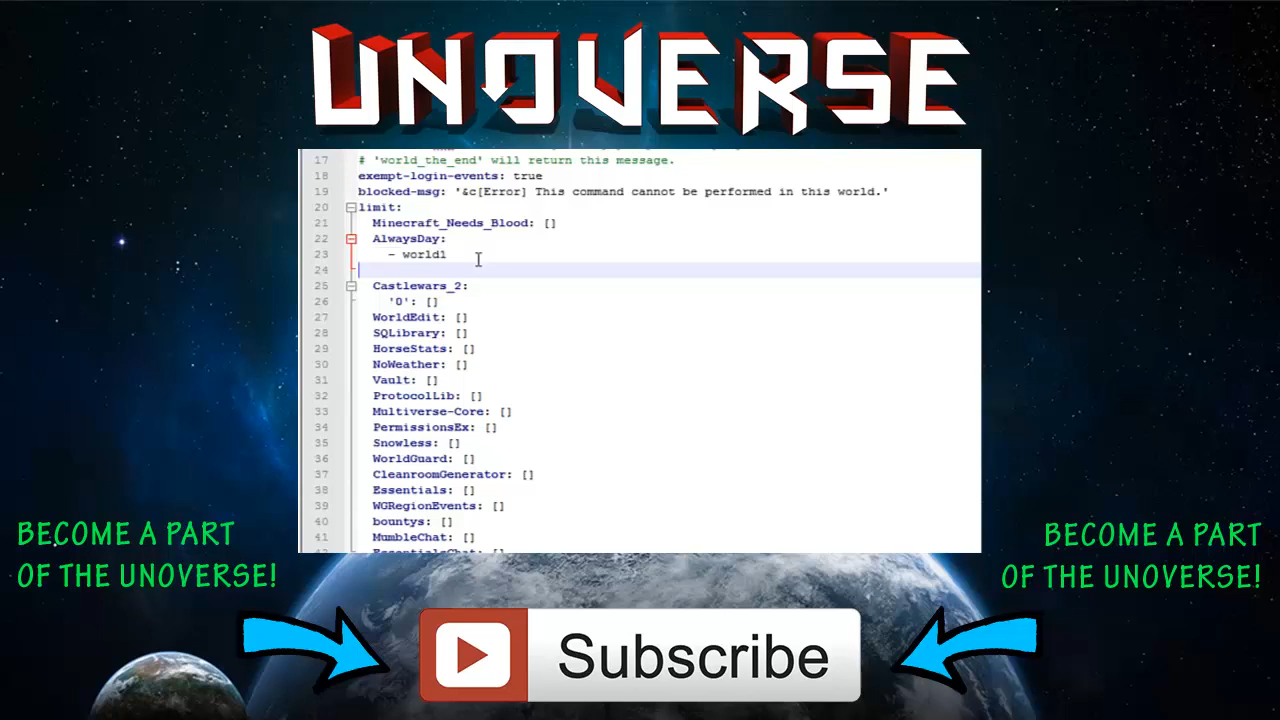 UNOVERSE
17 # 'world_the_end' will return this message.
18 exempt-login-events: true
19 blocked-msg: '&c[Error] This command cannot be performed in this world.'
20 limit:
21 Minecraft_Needs_Blood: []
22 AlwaysDay:
23 - world1
24
25 Castlewars_2:
26 '0': []
27 WorldEdit: []
28 SQLibrary: []
29 HorseStats: []
30 NoWeather: []
31 Vault: []
32 ProtocolLib: []
33 Multiverse-Core: []
34 PermissionsEx: []
35 Snowless: []
36 WorldGuard: []
37 CleanroomGenerator: []
38 Essentials: []
39 WGRegionEvents: []
40 bountys: []
41 MumbleChat: []
42 EssentialsChat: []
BECOME A PART
OF THE UNOVERSE!
BECOME A PART
OF THE UNOVERSE!
Subscribe